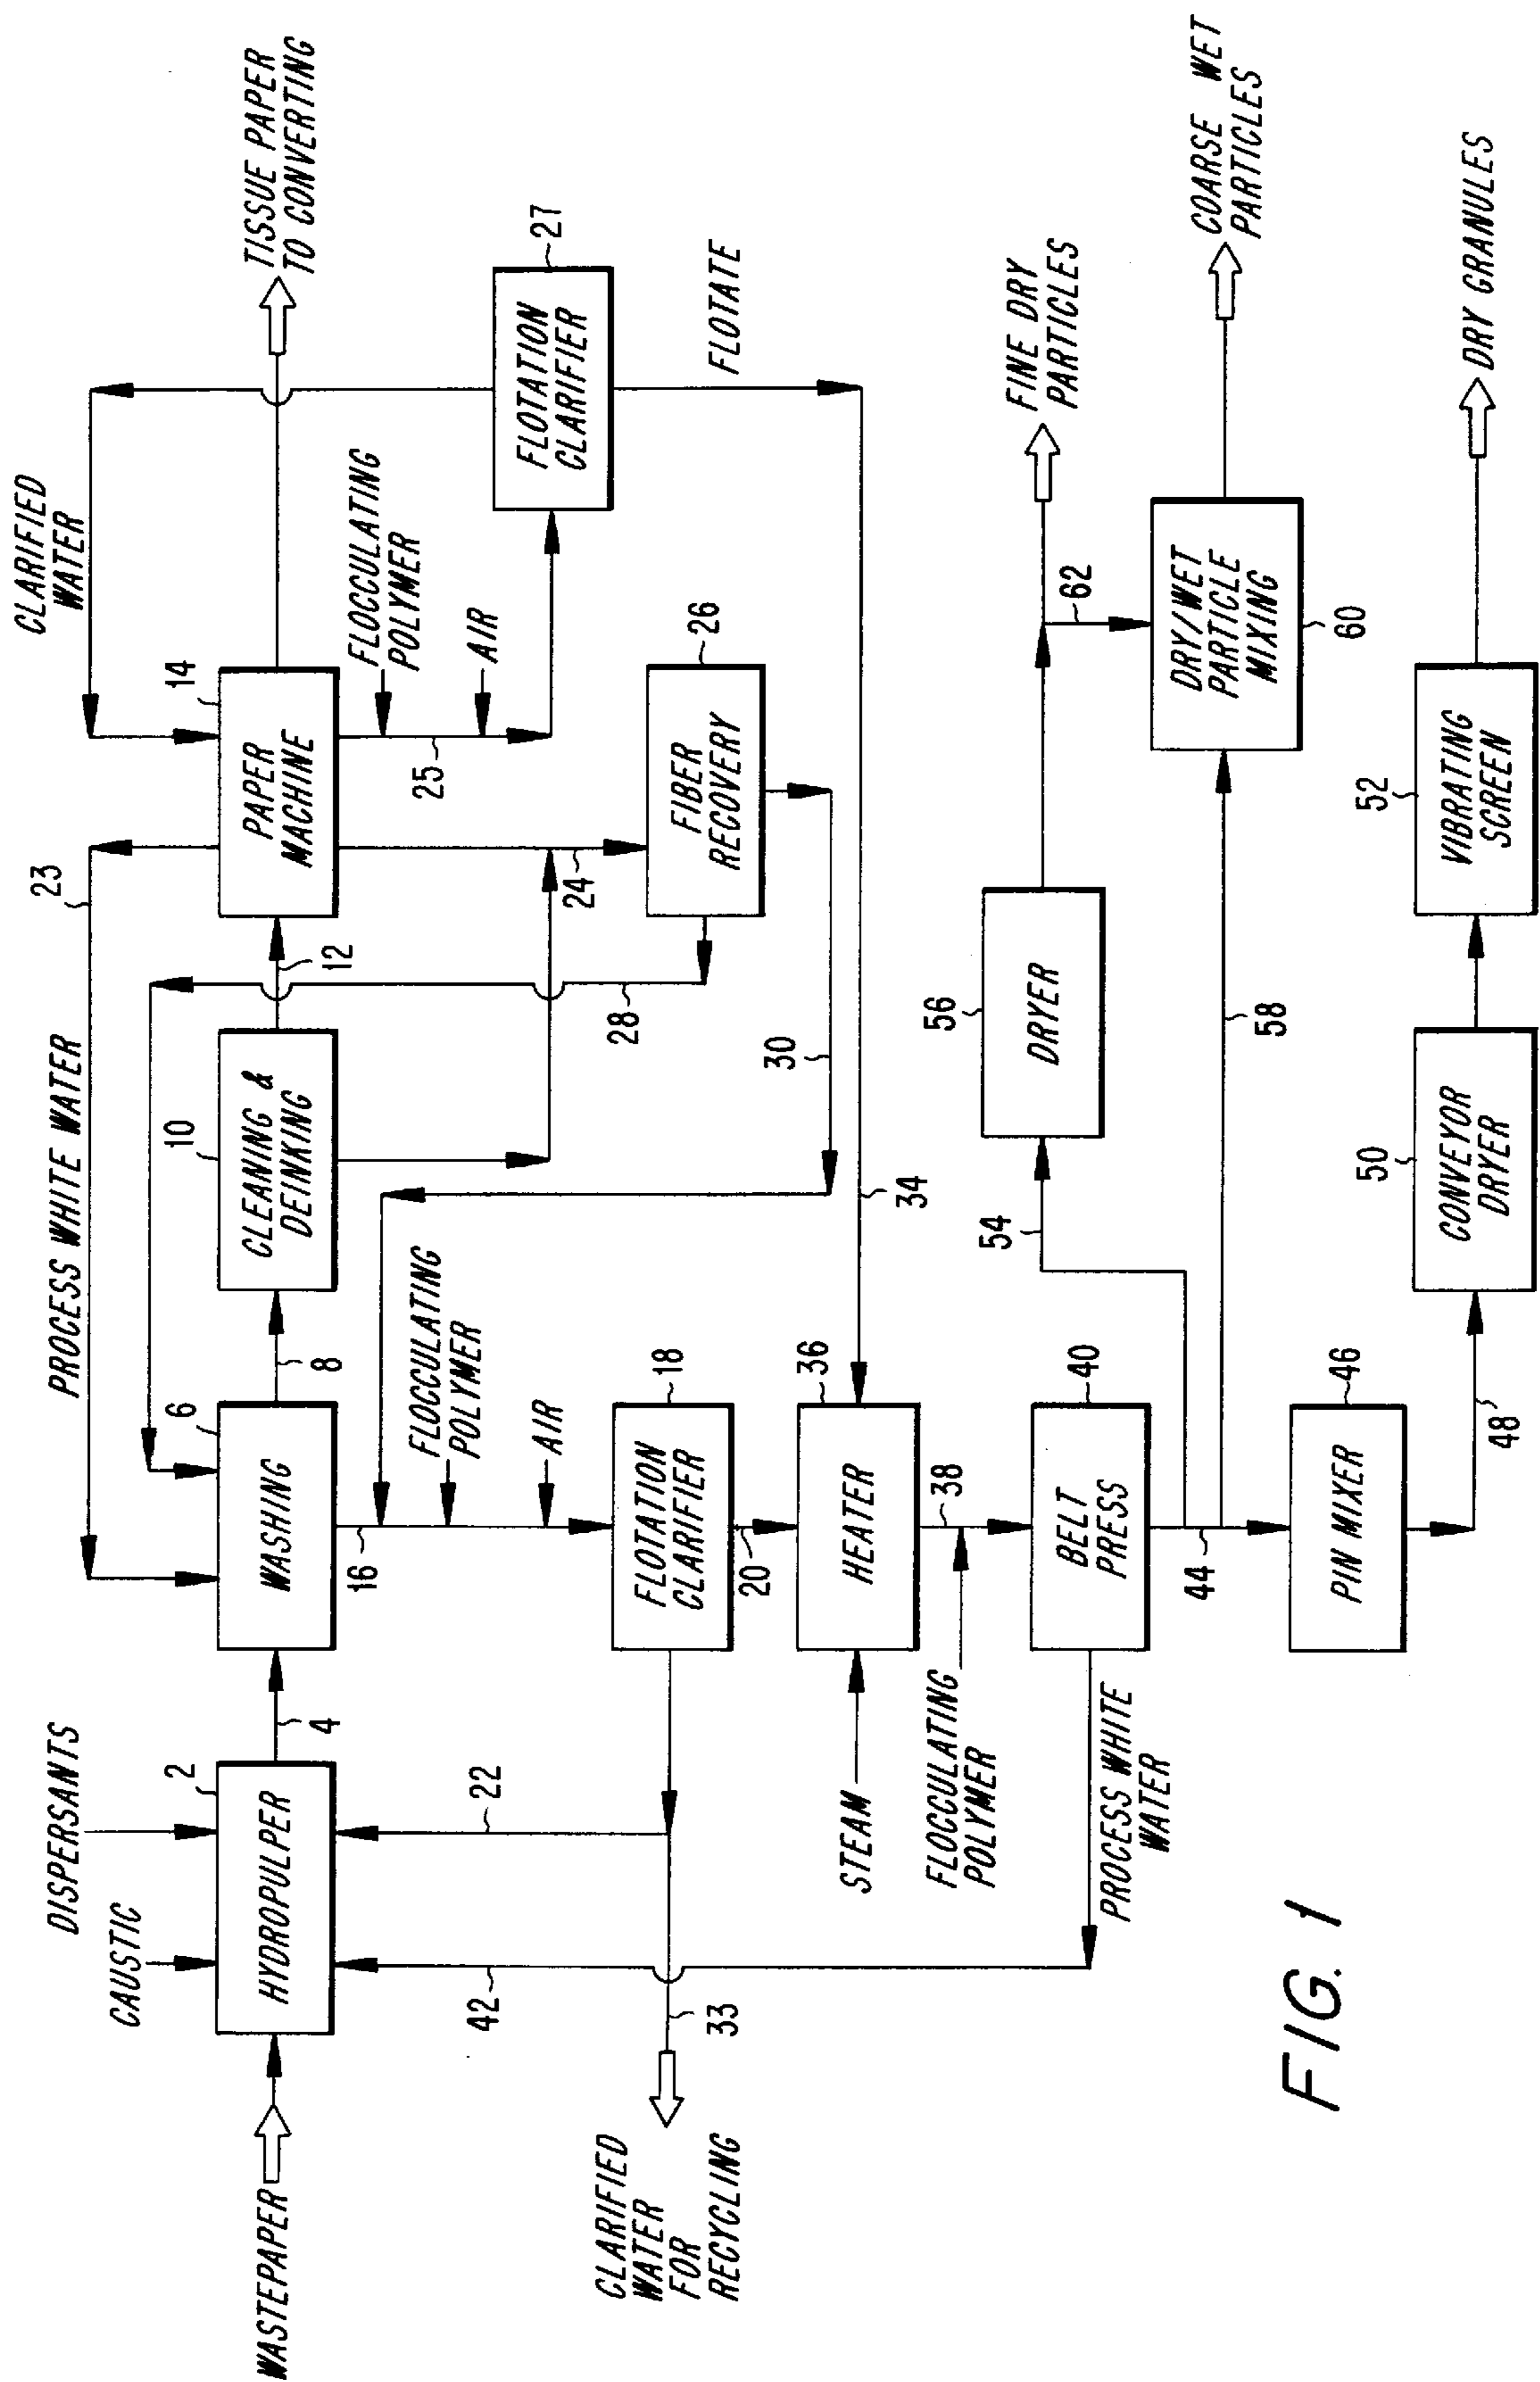 CLARIFIED
WATER
23
PROCESS WHITE WATER
DISPERSANTS
CAUSTIC
2
6
10
14
WASTEPAPER
HYDROPULPER
4
WASHING
8
CLEANING &
DEINKING
12
PAPER
MACHINE
TISSUE PAPER
TO CONVERTING
16
FLOCCULATING
POLYMER
AIR
25
FLOCCULATING
POLYMER
AIR
27
FLOTATION
CLARIFIER
FLOTATE
42
22
24
28
26
FIBER
RECOVERY
30
34
CLARIFIED
WATER
FOR
RECYCLING
33
18
FLOTATION
CLARIFIER
20
STEAM
36
HEATER
38
FLOCCULATING
POLYMER
40
BELT
PRESS
PROCESS WHITE
WATER
44
54
56
DRYER
FINE DRY
PARTICLES
62
58
DRY/WET
PARTICLE
MIXING
60
COARSE WET
PARTICLES
46
PIN MIXER
48
50
CONVEYOR
DRYER
52
VIBRATING
SCREEN
DRY GRANULES
FIG. 1